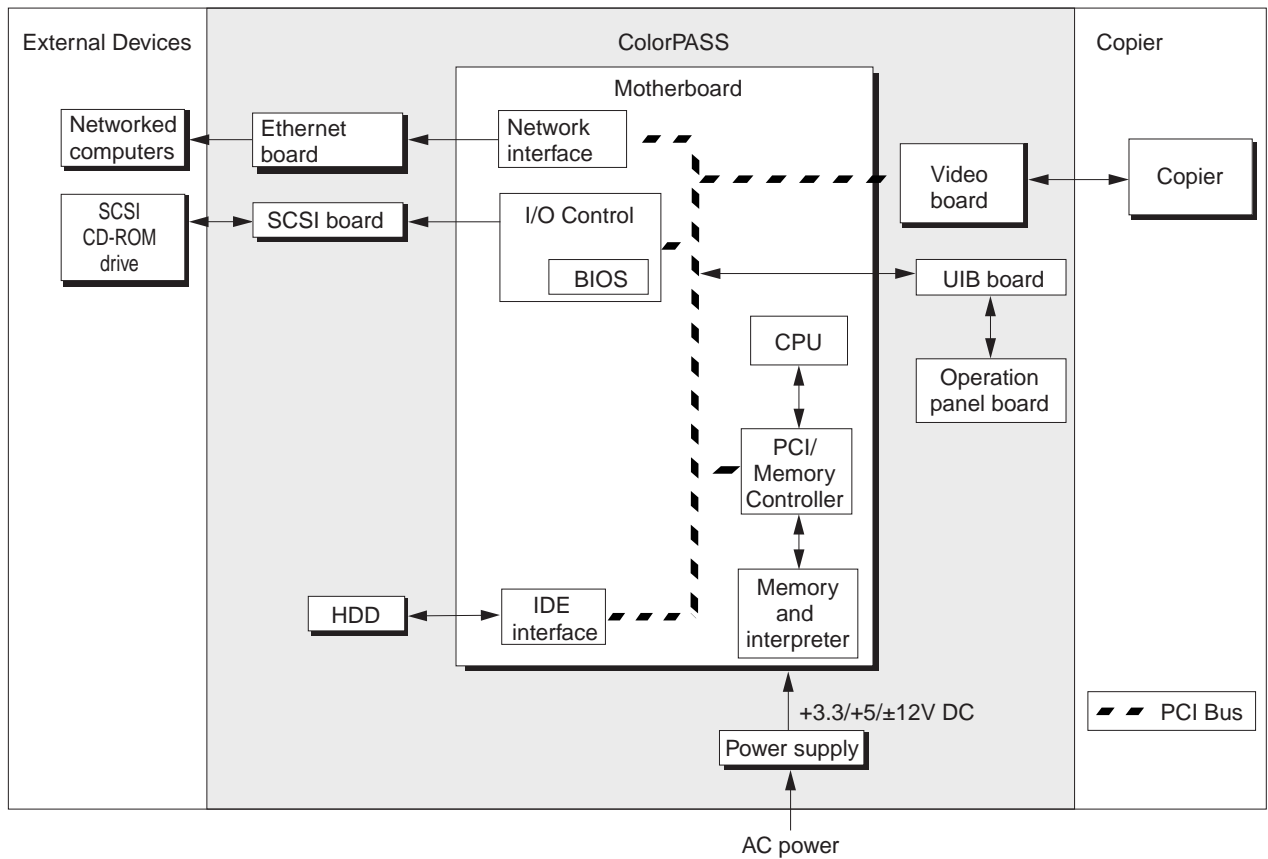 External Devices
ColorPASS
Copier
Motherboard
Networked
computers
Ethernet
board
Network
interface
Video
board
Copier
SCSI
CD-ROM
drive
SCSI board
I/O Control
BIOS
UIB board
CPU
Operation
panel board
PCI/
Memory
Controller
HDD
IDE
interface
Memory
and
interpreter
+3.3/+5/±12V DC
PCI Bus
Power supply
AC power